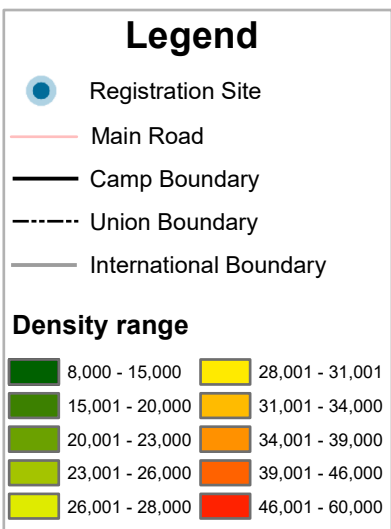 Legend
Registration Site
Main Road
Camp Boundary
Union Boundary
International Boundary
Density range
8,000 - 15,000
15,001 - 20,000
20,001 - 23,000
23,001 - 26,000
26,001 - 28,000
28,001 - 31,001
31,001 - 34,000
34,001 - 39,000
39,001 - 46,000
46,001 - 60,000